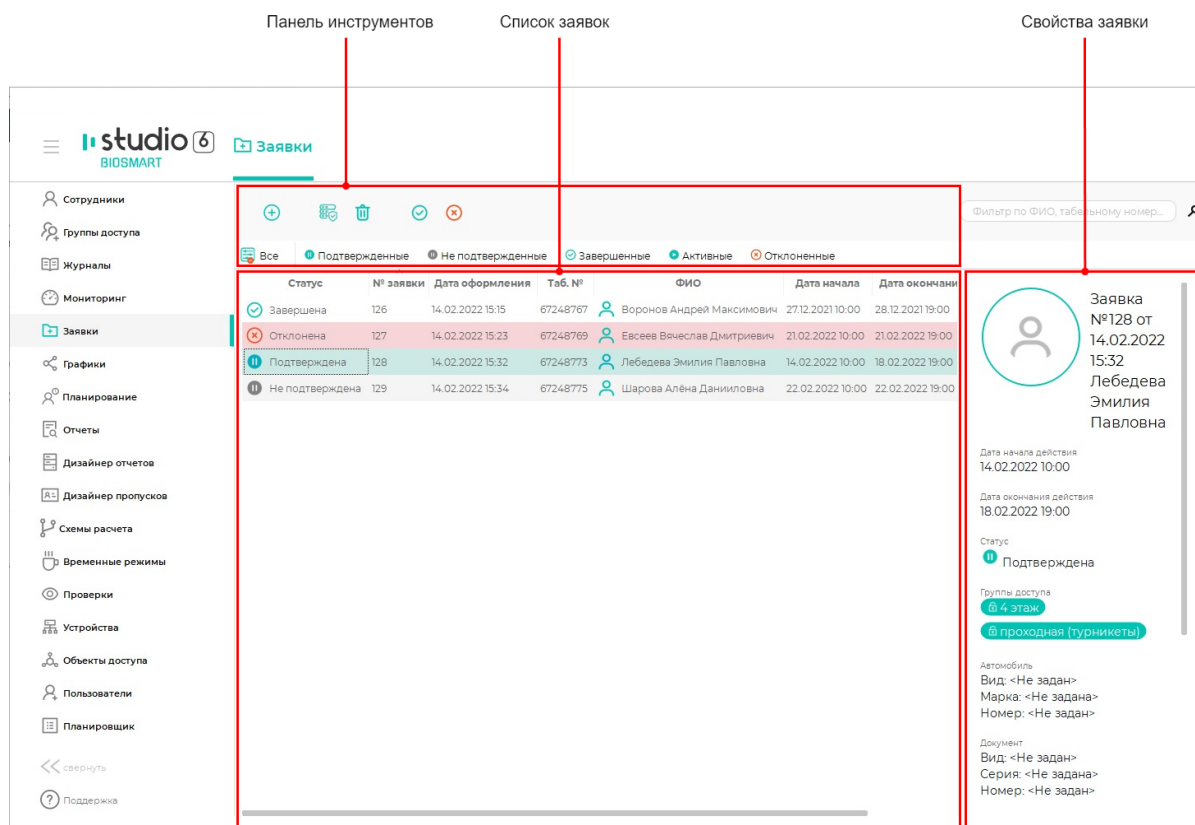 Панель инструментов
Список заявок
Свойства заявки
studio 6
BIOSMART
Заявки
Сотрудники
Группы доступа
Журналы
Мониторинг
Заявки
Графики
Планирование
Отчеты
Дизайнер отчетов
Дизайнер пропусков
Схемы расчета
Временные режимы
Проверки
Устройства
Объекты доступа
Пользователи
Планировщик
свернуть
Поддержка
Фильтр по ФИО, табельному номер...
Все Подтвержденные Не подтвержденные Завершенные Активные Отклоненные
Статус № заявки Дата оформления Таб. № ФИО Дата начала Дата окончани
Завершена 126 14.02.2022 15:15 67248767 Воронов Андрей Максимович 27.12.2021 10:00 28.12.2021 19:00
Отклонена 127 14.02.2022 15:23 67248769 Евсеев Вячеслав Дмитриевич 21.02.2022 10:00 21.02.2022 19:00
Подтверждена 128 14.02.2022 15:32 67248773 Лебедева Эмилия Павловна 14.02.2022 10:00 18.02.2022 19:00
Не подтверждена 129 14.02.2022 15:34 67248775 Шарова Алёна Данииловна 22.02.2022 10:00 22.02.2022 19:00
Заявка
№128 от
14.02.2022
15:32
Лебедева
Эмилия
Павловна
Дата начала действия
14.02.2022 10:00
Дата окончания действия
18.02.2022 19:00
Статус
Подтверждена
Группы доступа
4 этаж
проходная (турникеты)
Автомобиль
Вид: <Не задан>
Марка: <Не задана>
Номер: <Не задан>
Документ
Вид: <Не задан>
Серия: <Не задана>
Номер: <Не задан>